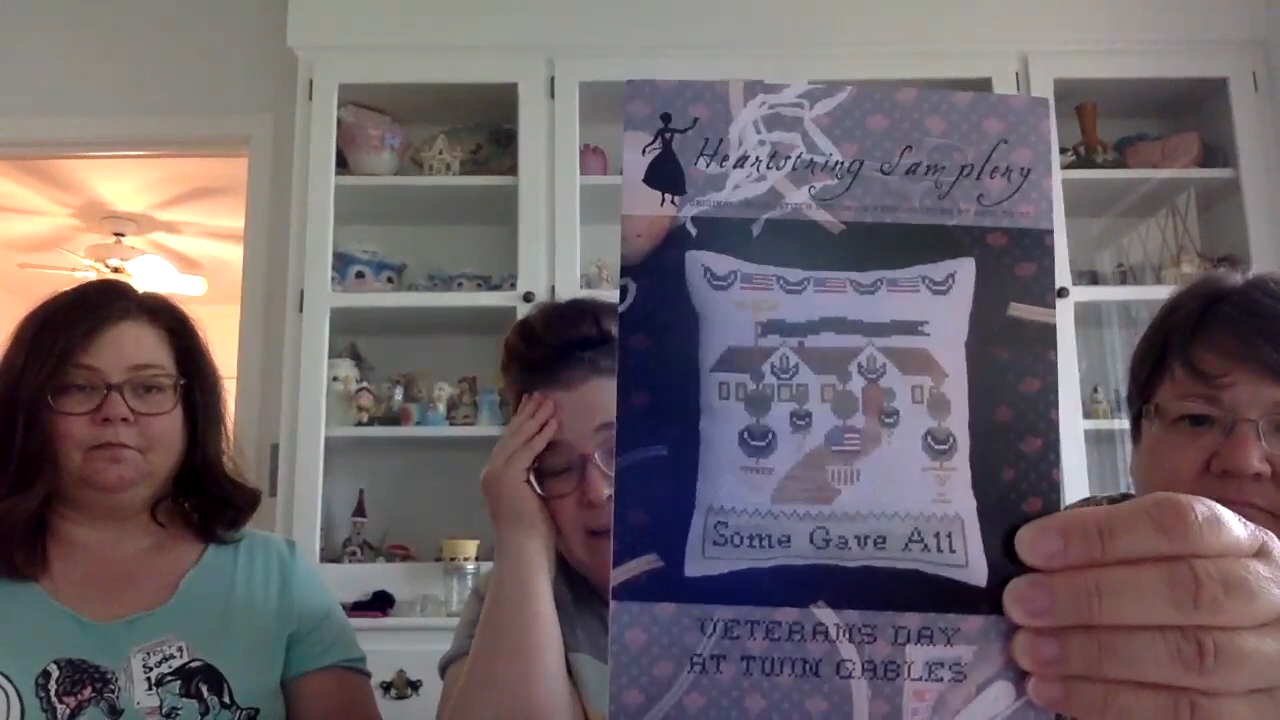 Heartstring Samplery
Some Gave All
VETERANS DAY
AT TWIN GABLES